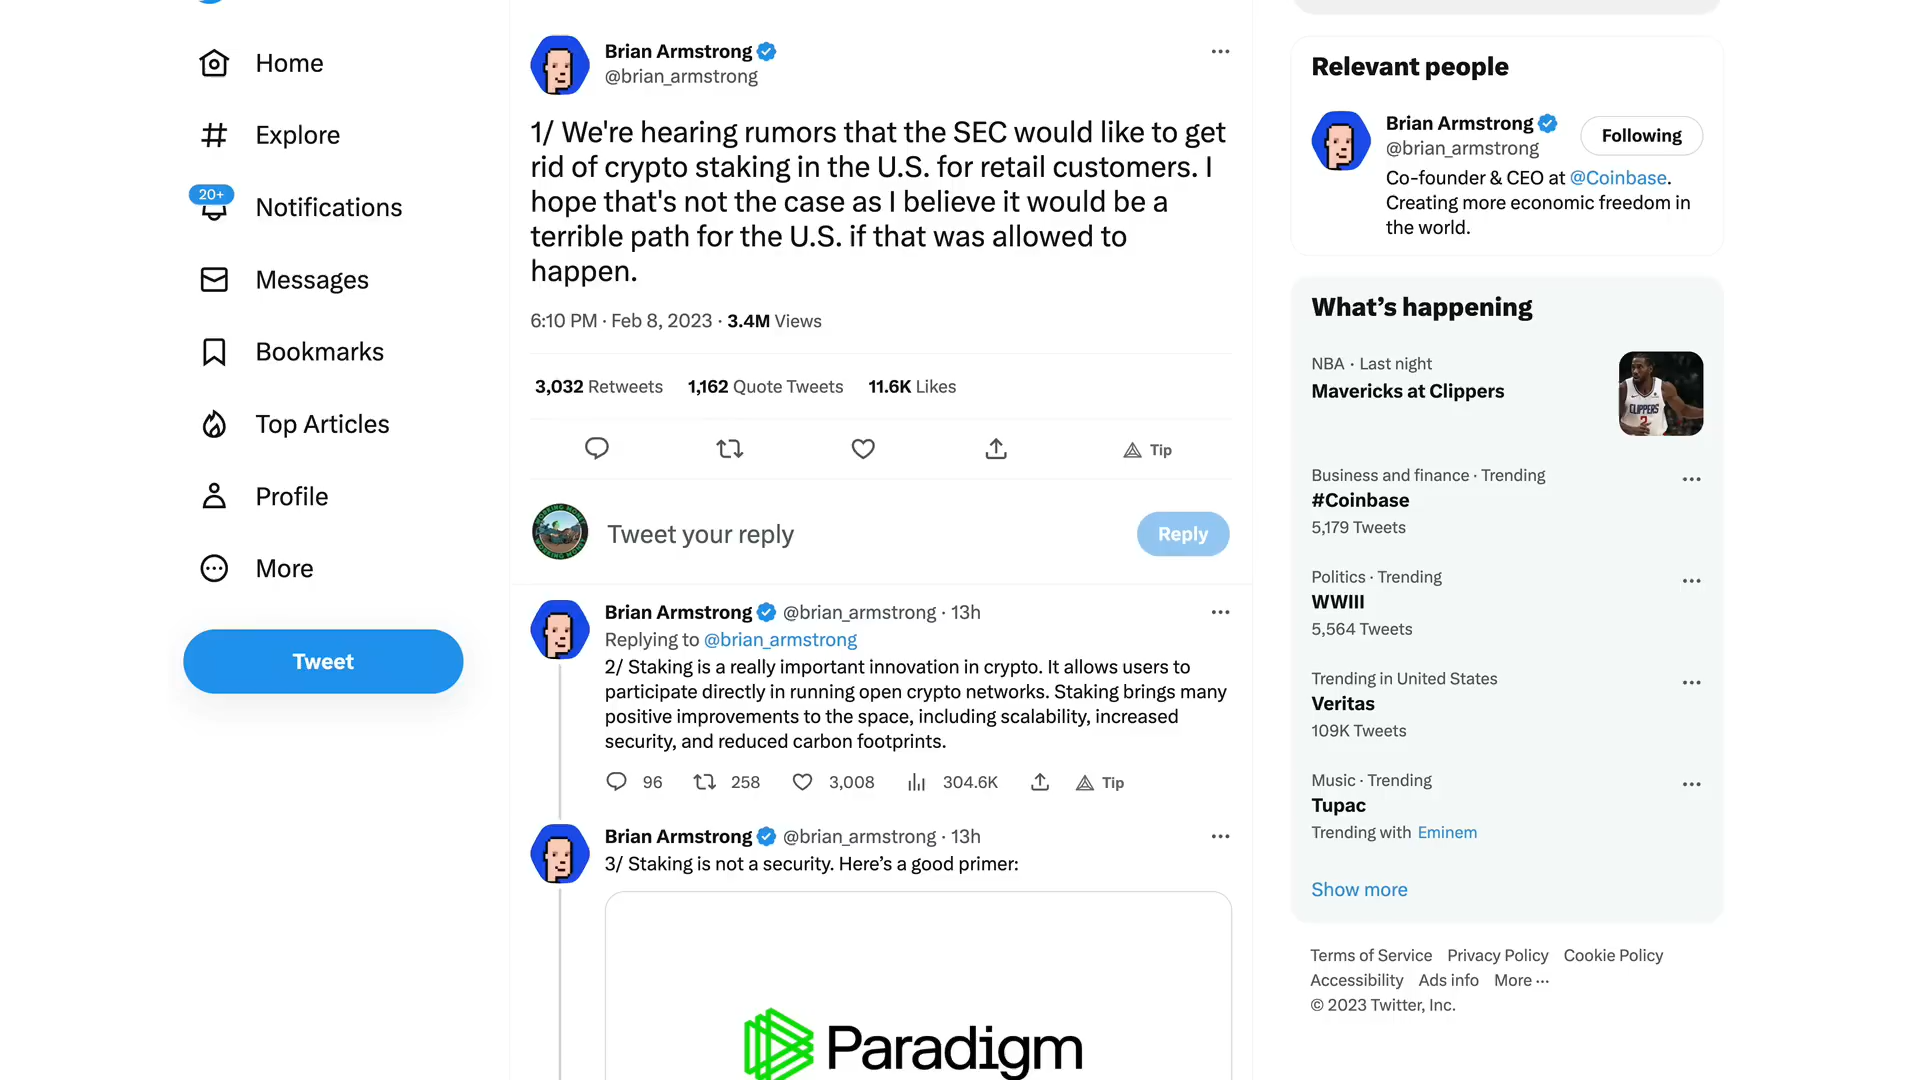 Home
Explore
20+
Notifications
Messages
Bookmarks
Top Articles
Profile
More
Tweet
Brian Armstrong
@brian_armstrong
1/ We're hearing rumors that the SEC would like to get
rid of crypto staking in the U.S. for retail customers. I
hope that's not the case as I believe it would be a
terrible path for the U.S. if that was allowed to
happen.
6:10 PM · Feb 8, 2023 · 3.4M Views
3,032 Retweets 1,162 Quote Tweets 11.6K Likes
Tip
Tweet your reply
Reply
Brian Armstrong @brian_armstrong · 13h
Replying to @brian_armstrong
2/ Staking is a really important innovation in crypto. It allows users to
participate directly in running open crypto networks. Staking brings many
positive improvements to the space, including scalability, increased
security, and reduced carbon footprints.
96 258 3,008 304.6K Tip
Brian Armstrong @brian_armstrong · 13h
3/ Staking is not a security. Here’s a good primer:
Paradigm
Relevant people
Brian Armstrong
@brian_armstrong
Following
Co-founder & CEO at @Coinbase.
Creating more economic freedom in
the world.
What’s happening
NBA · Last night
Mavericks at Clippers
CLIPPERS
2
Business and finance · Trending
#Coinbase
5,179 Tweets
Politics · Trending
WWIII
5,564 Tweets
Trending in United States
Veritas
109K Tweets
Music · Trending
Tupac
Trending with Eminem
Show more
Terms of Service Privacy Policy Cookie Policy
Accessibility Ads info More ···
© 2023 Twitter, Inc.